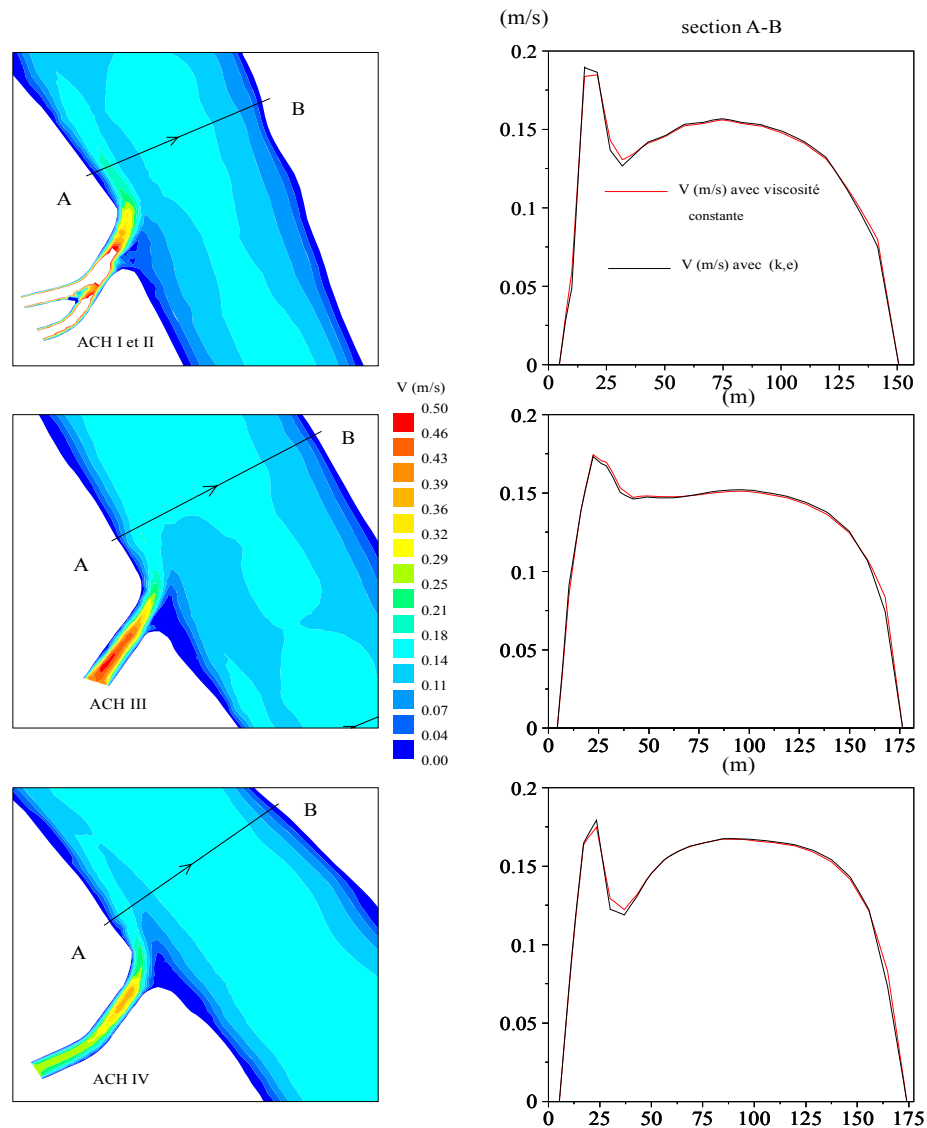 (m/s)
section A-B
A
B
ACH I et II
0.2
0.15
0.1
0.05
0
V (m/s) avec viscosité
constante
V (m/s) avec (k,e)
0 25 50 75 100 125 150
(m)
V (m/s)
0.50
0.46
0.43
0.39
0.36
0.32
0.29
0.25
0.21
0.18
0.14
0.11
0.07
0.04
0.00
A
B
ACH III
0.2
0.15
0.1
0.05
0
0 25 50 75 100 125 150 175
(m)
A
B
ACH IV
0.2
0.15
0.1
0.05
0
0 25 50 75 100 125 150 175